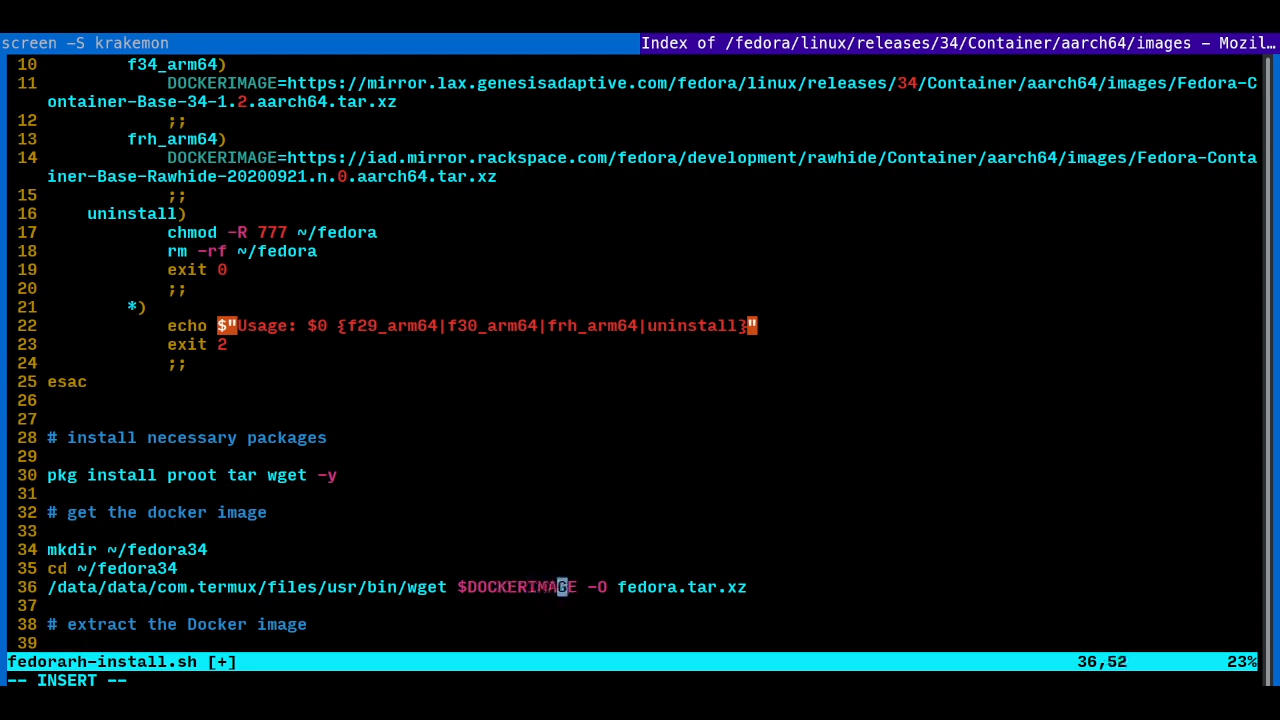 screen -S krakemon
Index of /fedora/linux/releases/34/Container/aarch64/images - Mozil…
10 f34_arm64)
11 DOCKERIMAGE=https://mirror.lax.genesisadaptive.com/fedora/linux/releases/34/Container/aarch64/images/Fedora-C
ontainer-Base-34-1.2.aarch64.tar.xz
12 ;;
13 frh_arm64)
14 DOCKERIMAGE=https://iad.mirror.rackspace.com/fedora/development/rawhide/Container/aarch64/images/Fedora-Conta
iner-Base-Rawhide-20200921.n.0.aarch64.tar.xz
15 ;;
16 uninstall)
17 chmod -R 777 ~/fedora
18 rm -rf ~/fedora
19 exit 0
20 ;;
21 *)
22 echo $"Usage: $0 {f29_arm64|f30_arm64|frh_arm64|uninstall}"
23 exit 2
24 ;;
25 esac
26
27
28 # install necessary packages
29
30 pkg install proot tar wget -y
31
32 # get the docker image
33
34 mkdir ~/fedora34
35 cd ~/fedora34
36 /data/data/com.termux/files/usr/bin/wget $DOCKERIMAGE -O fedora.tar.xz
37
38 # extract the Docker image
39
fedorarh-install.sh [+] 36,52 23%
-- INSERT --